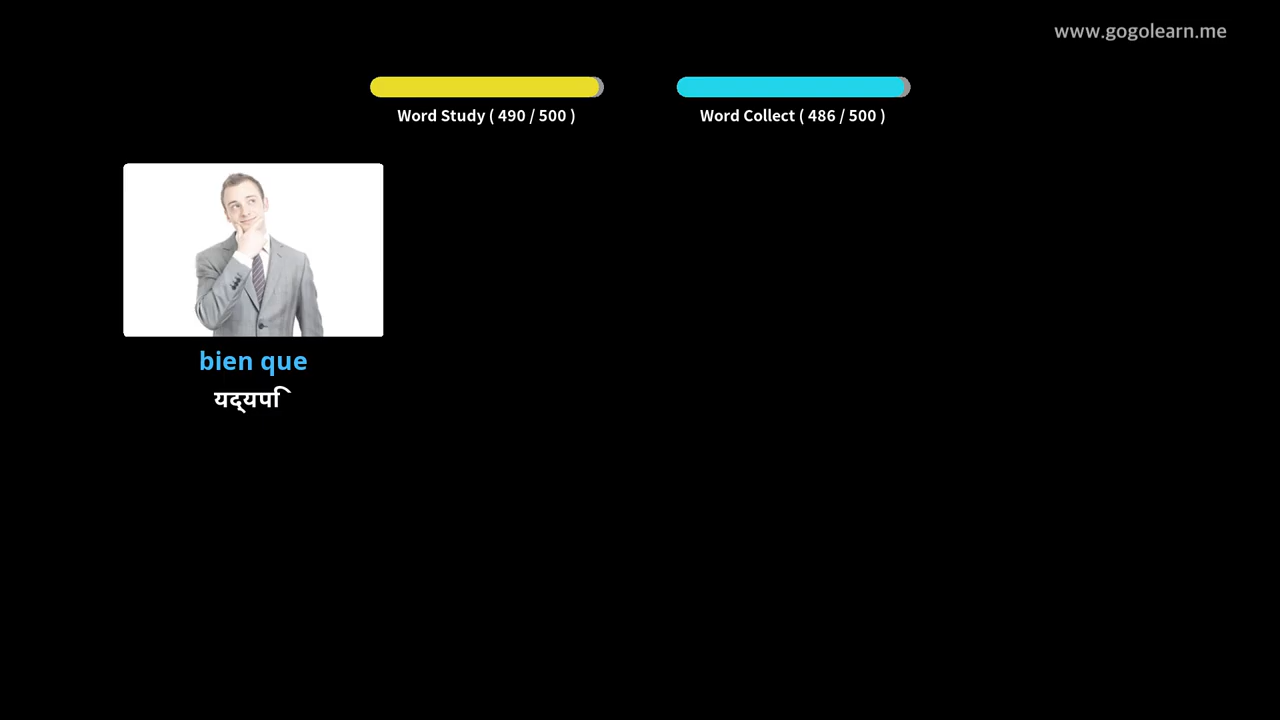 www.gogolearn.me
Word Study ( 490 / 500 )
Word Collect ( 486 / 500 )
bien que
यद्यपि